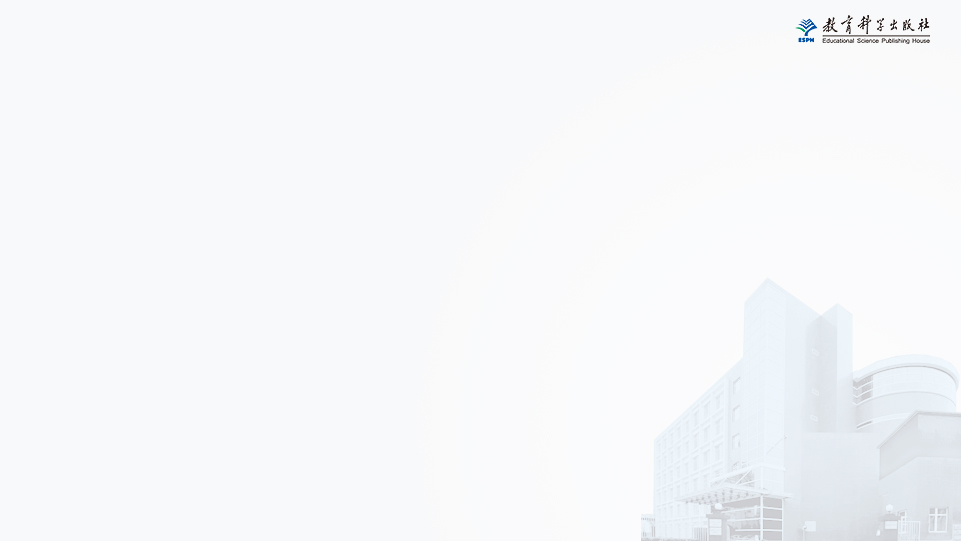 教育科学出版社
ESPH
Educational Science Publishing House